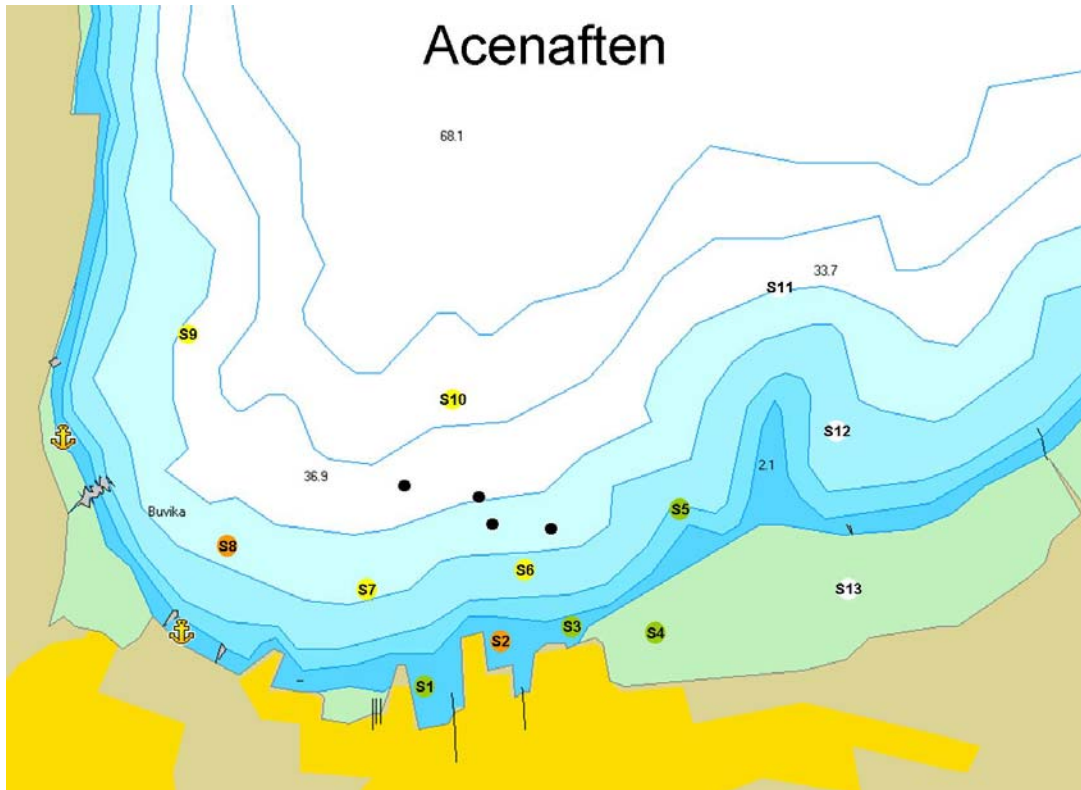 Acenaften
68.1
33.7
S11
S9
S10
S12
2.1
36.9
S5
Buvika
S8
S6
S7
S13
S3
S4
S2
S1